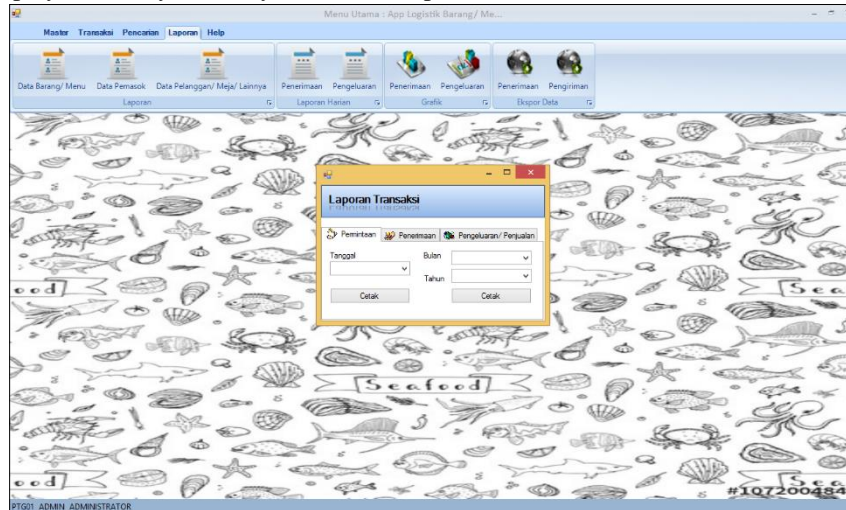 Menu Utama : App Logistik Barang/ Me...
Master Transaksi Pencarian Laporan Help
Data Barang/ Menu Data Pemasok Data Pelanggan/ Meja/ Lainnya Penerimaan Pengeluaran Penerimaan Pengeluaran Penerimaan Pengiriman
Laporan Laporan Harian Grafik Ekspor Data
Laporan Transaksi
Permintaan Penerimaan Pengeluaran/ Penjualan
Tanggal Bulan
Tahun
Cetak Cetak
ood Sea
Seafood
ood Sea
#107200484
PTG01 ADMIN ADMINISTRATOR